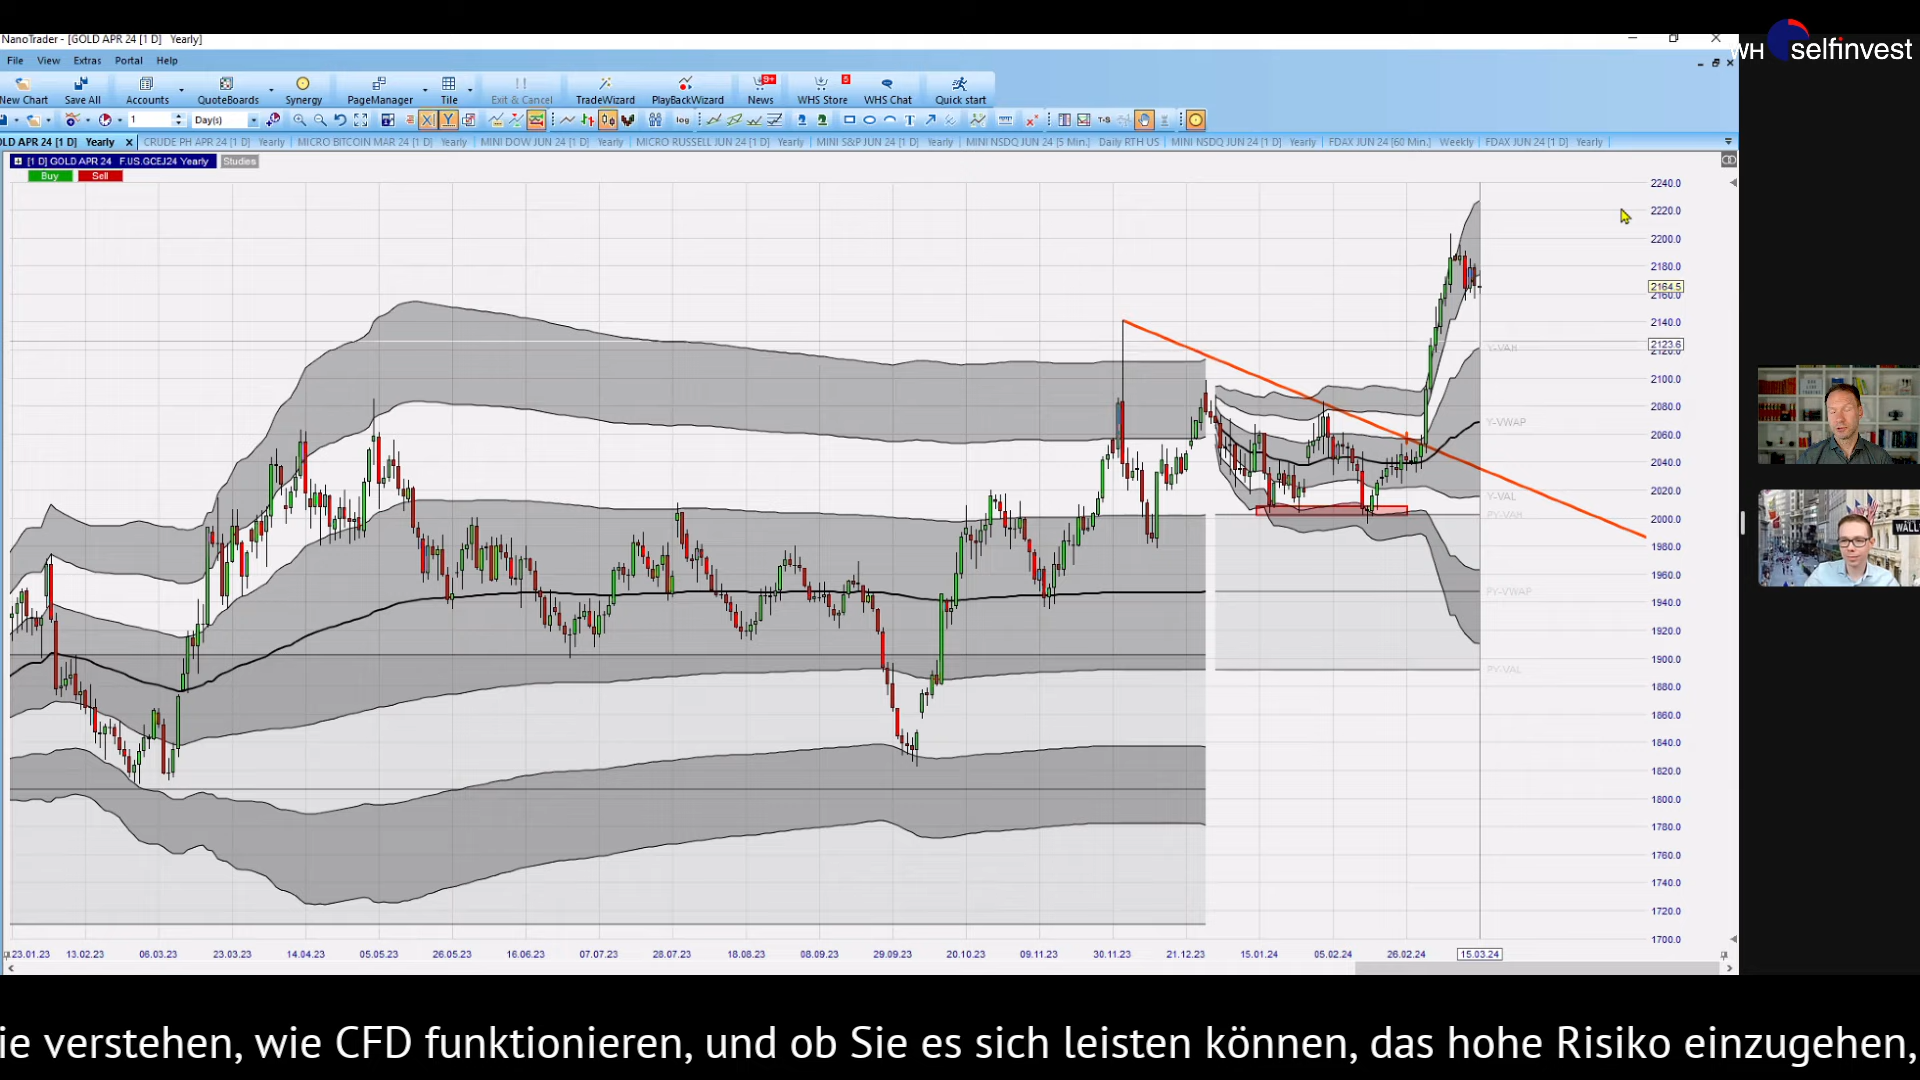 NanoTrader - [GOLD APR 24 [1 D] Yearly]
WH selfinvest
File View Extras Portal Help
New Chart Save All Accounts QuoteBoards Synergy PageManager Tile Exit & Cancel TradeWizard PlayBackWizard News 9+ WHS Store 5 WHS Chat Quick start
1 Day(s) X Y log T T-S
OLD APR 24 [1 D] Yearly CRUDE PH APR 24 [1 D] Yearly MICRO BITCOIN MAR 24 [1 D] Yearly MINI DOW JUN 24 [1 D] Yearly MICRO RUSSELL JUN 24 [1 D] Yearly MINI S&P JUN 24 [1 D] Yearly MINI NSDQ JUN 24 [5 Min.] Daily RTH US MINI NSDQ JUN 24 [1 D] Yearly FDAX JUN 24 [60 Min.] Weekly FDAX JUN 24 [1 D] Yearly
[1 D] GOLD APR 24 F.US.GCEJ24 Yearly Studies
Buy Sell
2240.0
2220.0
2200.0
2180.0
2164.5
2160.0
2140.0
2123.6
Y-VAH
2120.0
2100.0
2080.0
Y-VWAP
2060.0
2040.0
2020.0
Y-VAL
PY-VAH
2000.0
1980.0
1960.0
PY-VWAP
1940.0
1920.0
1900.0
PY-VAL
1880.0
1860.0
1840.0
1820.0
1800.0
1780.0
1760.0
1740.0
1720.0
1700.0
23.01.23 13.02.23 06.03.23 23.03.23 14.04.23 05.05.23 26.05.23 16.06.23 07.07.23 28.07.23 18.08.23 08.09.23 29.09.23 20.10.23 09.11.23 30.11.23 21.12.23 15.01.24 05.02.24 26.02.24 15.03.24
WALL
ie verstehen, wie CFD funktionieren, und ob Sie es sich leisten können, das hohe Risiko einzugehen,